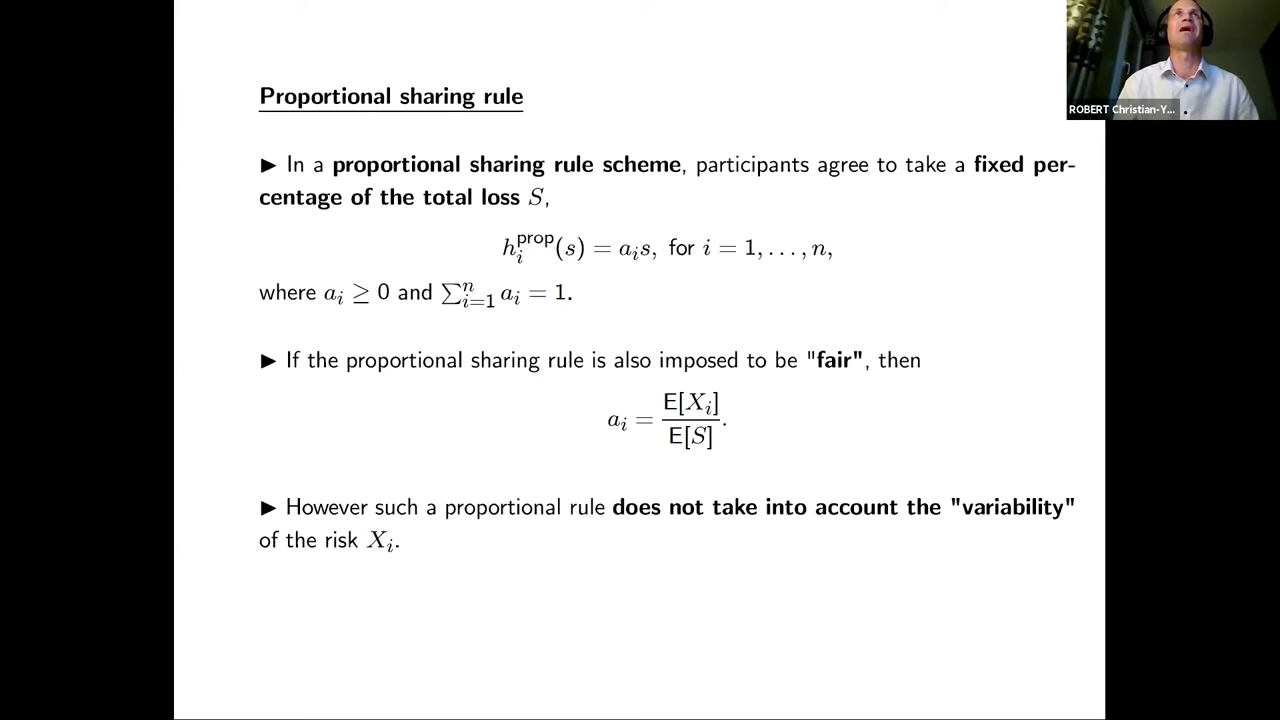 Proportional sharing rule
▶ In a proportional sharing rule scheme, participants agree to take a fixed per-
centage of the total loss S,
h_i^prop(s) = a_i s, for i = 1, . . . , n,
where a_i ≥ 0 and ∑_{i=1}^n a_i = 1.
▶ If the proportional sharing rule is also imposed to be "fair", then
a_i = E[X_i] / E[S].
▶ However such a proportional rule does not take into account the "variability"
of the risk X_i.
ROBERT Christian-Y...